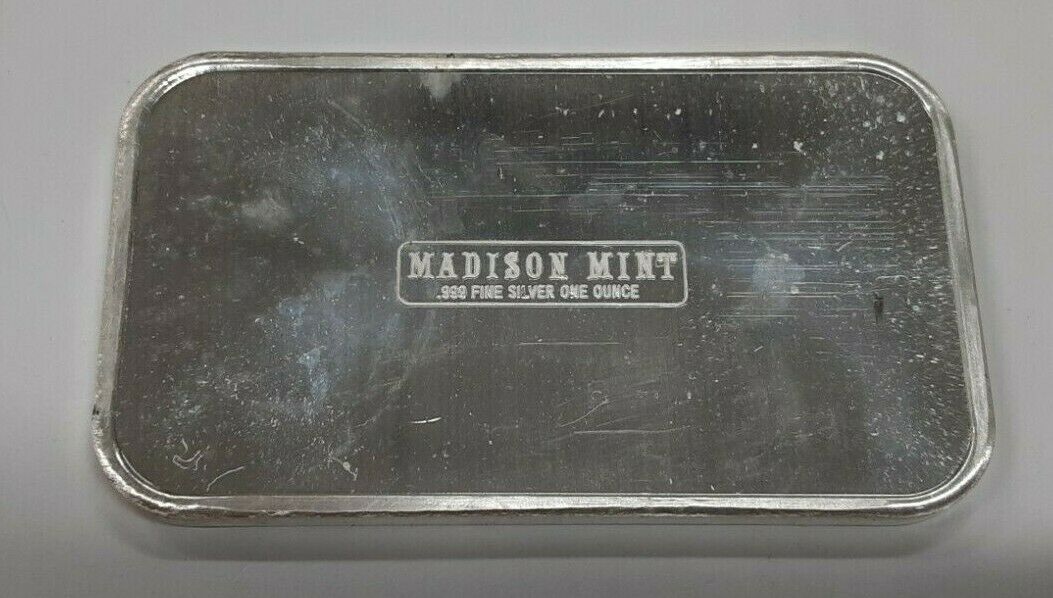 MADISON MINT
.999 FINE SILVER ONE OUNCE